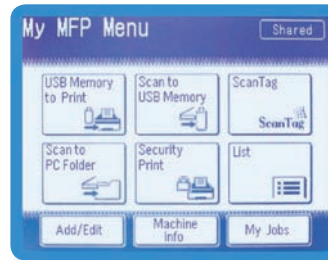 My MFP Menu
Shared
USB Memory
to Print
Scan to
USB Memory
ScanTag
ScanTag
Scan to
PC Folder
Security
Print
List
Add/Edit
Machine
Info
My Jobs